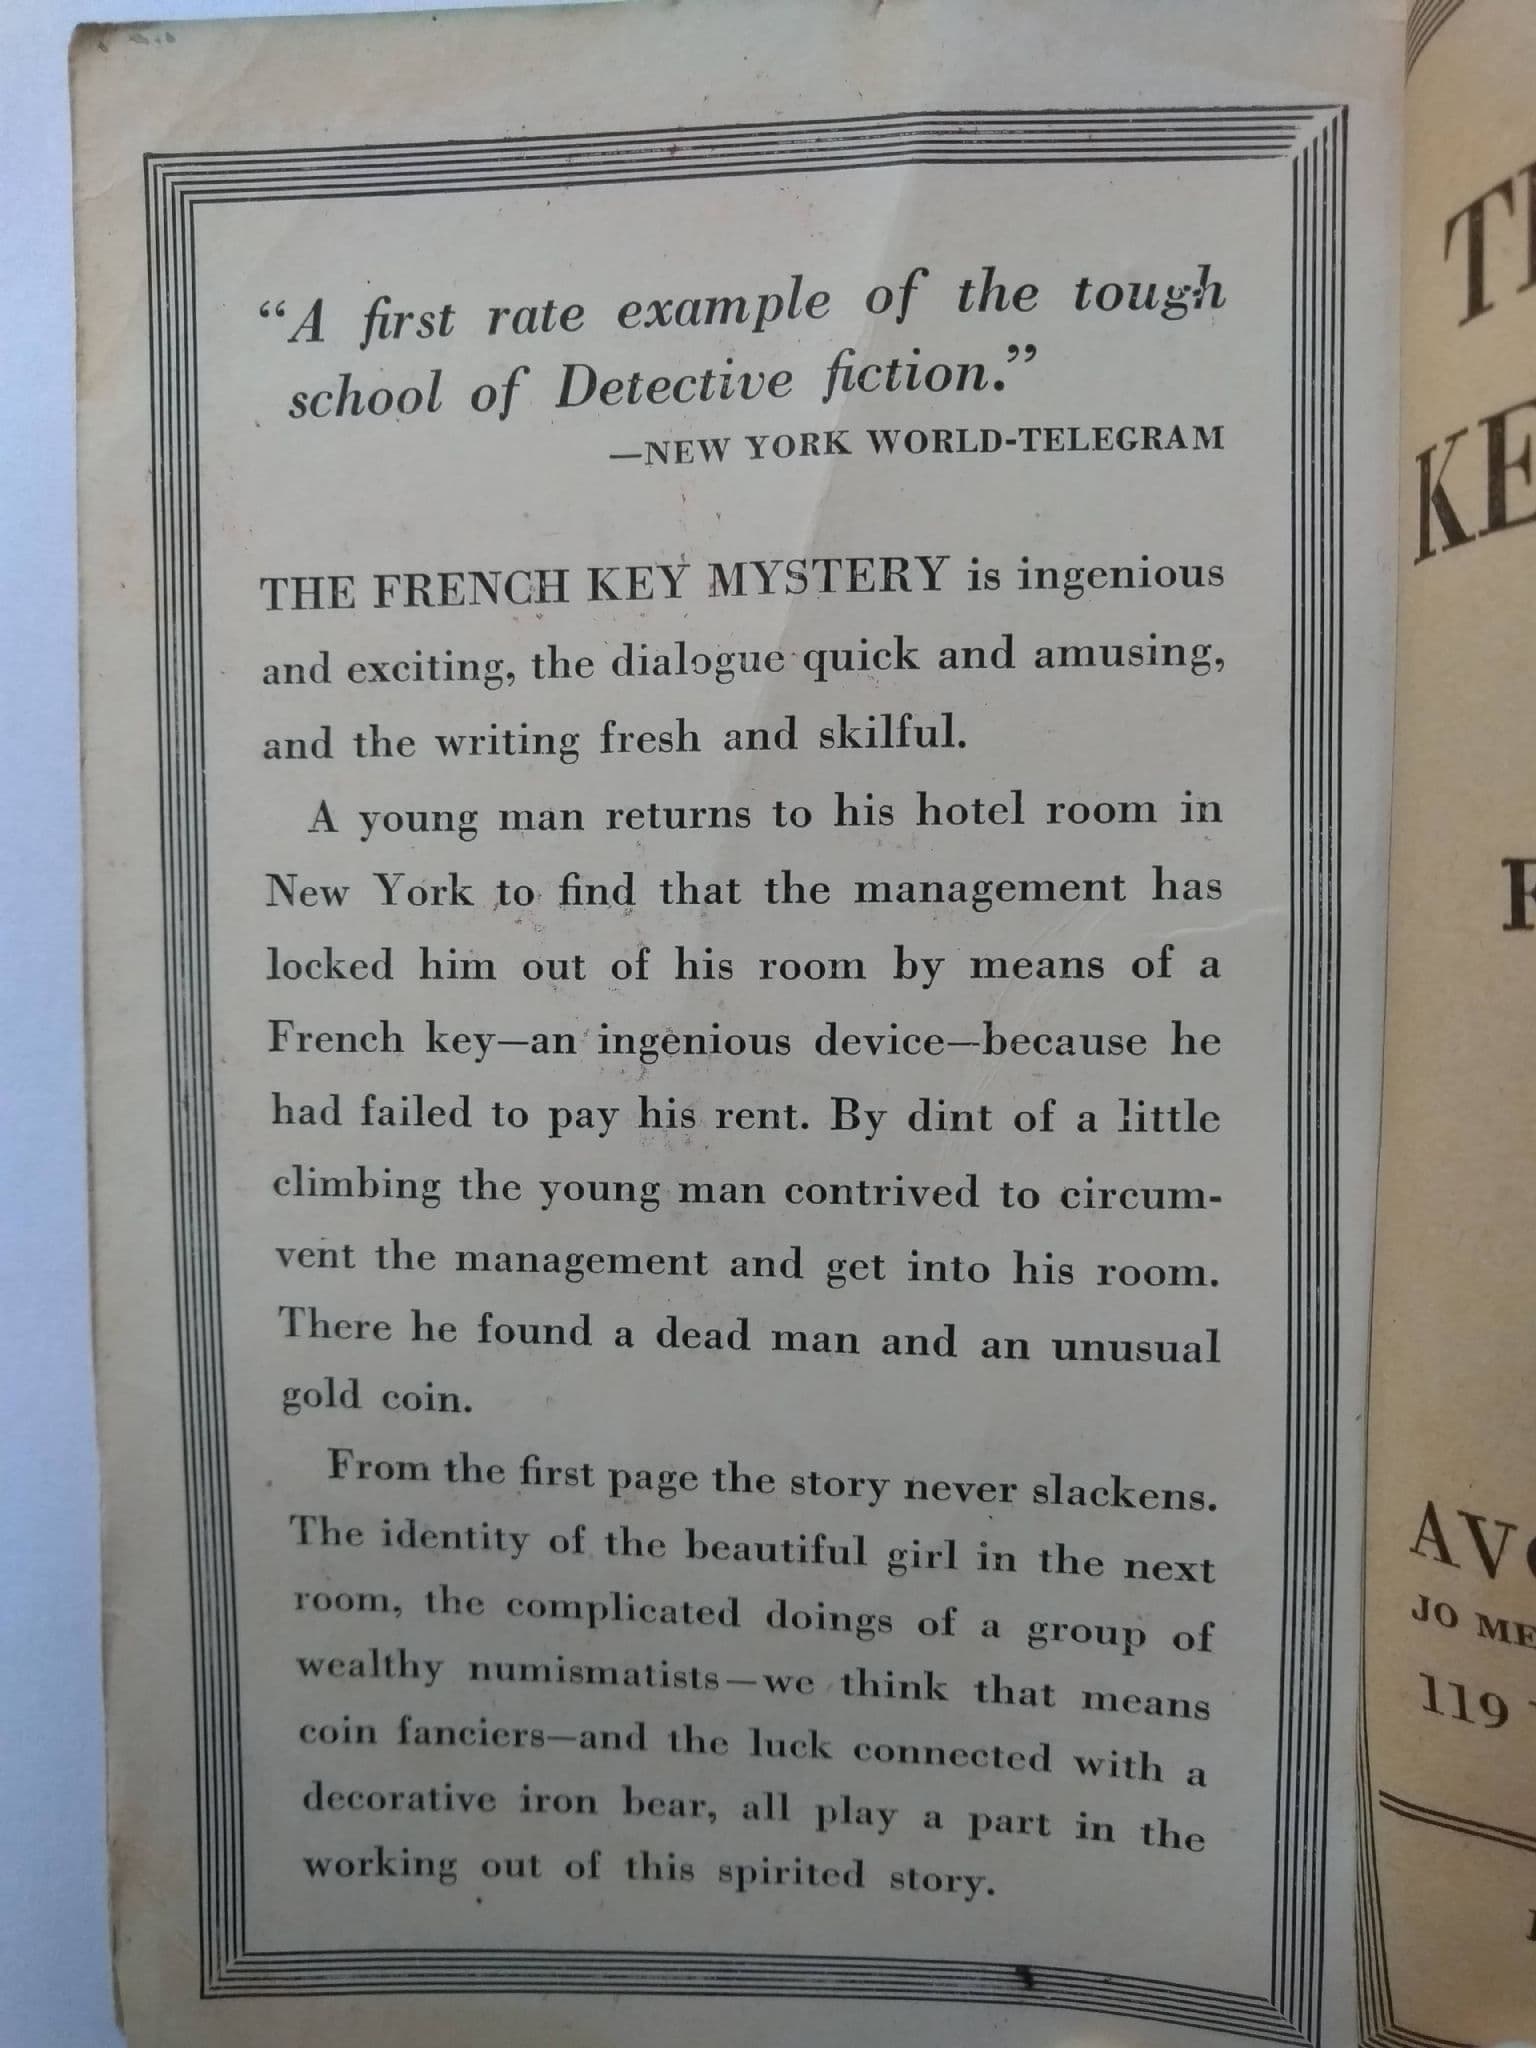 “A first rate example of the tough
school of Detective fiction.”
—NEW YORK WORLD-TELEGRAM
THE FRENCH KEY MYSTERY is ingenious
and exciting, the dialogue quick and amusing,
and the writing fresh and skilful.
A young man returns to his hotel room in
New York to find that the management has
locked him out of his room by means of a
French key—an ingenious device—because he
had failed to pay his rent. By dint of a little
climbing the young man contrived to circum-
vent the management and get into his room.
There he found a dead man and an unusual
gold coin.
From the first page the story never slackens.
The identity of the beautiful girl in the next
room, the complicated doings of a group of
wealthy numismatists—we think that means
coin fanciers—and the luck connected with a
decorative iron bear, all play a part in the
working out of this spirited story.
KE
AV
JO ME
119